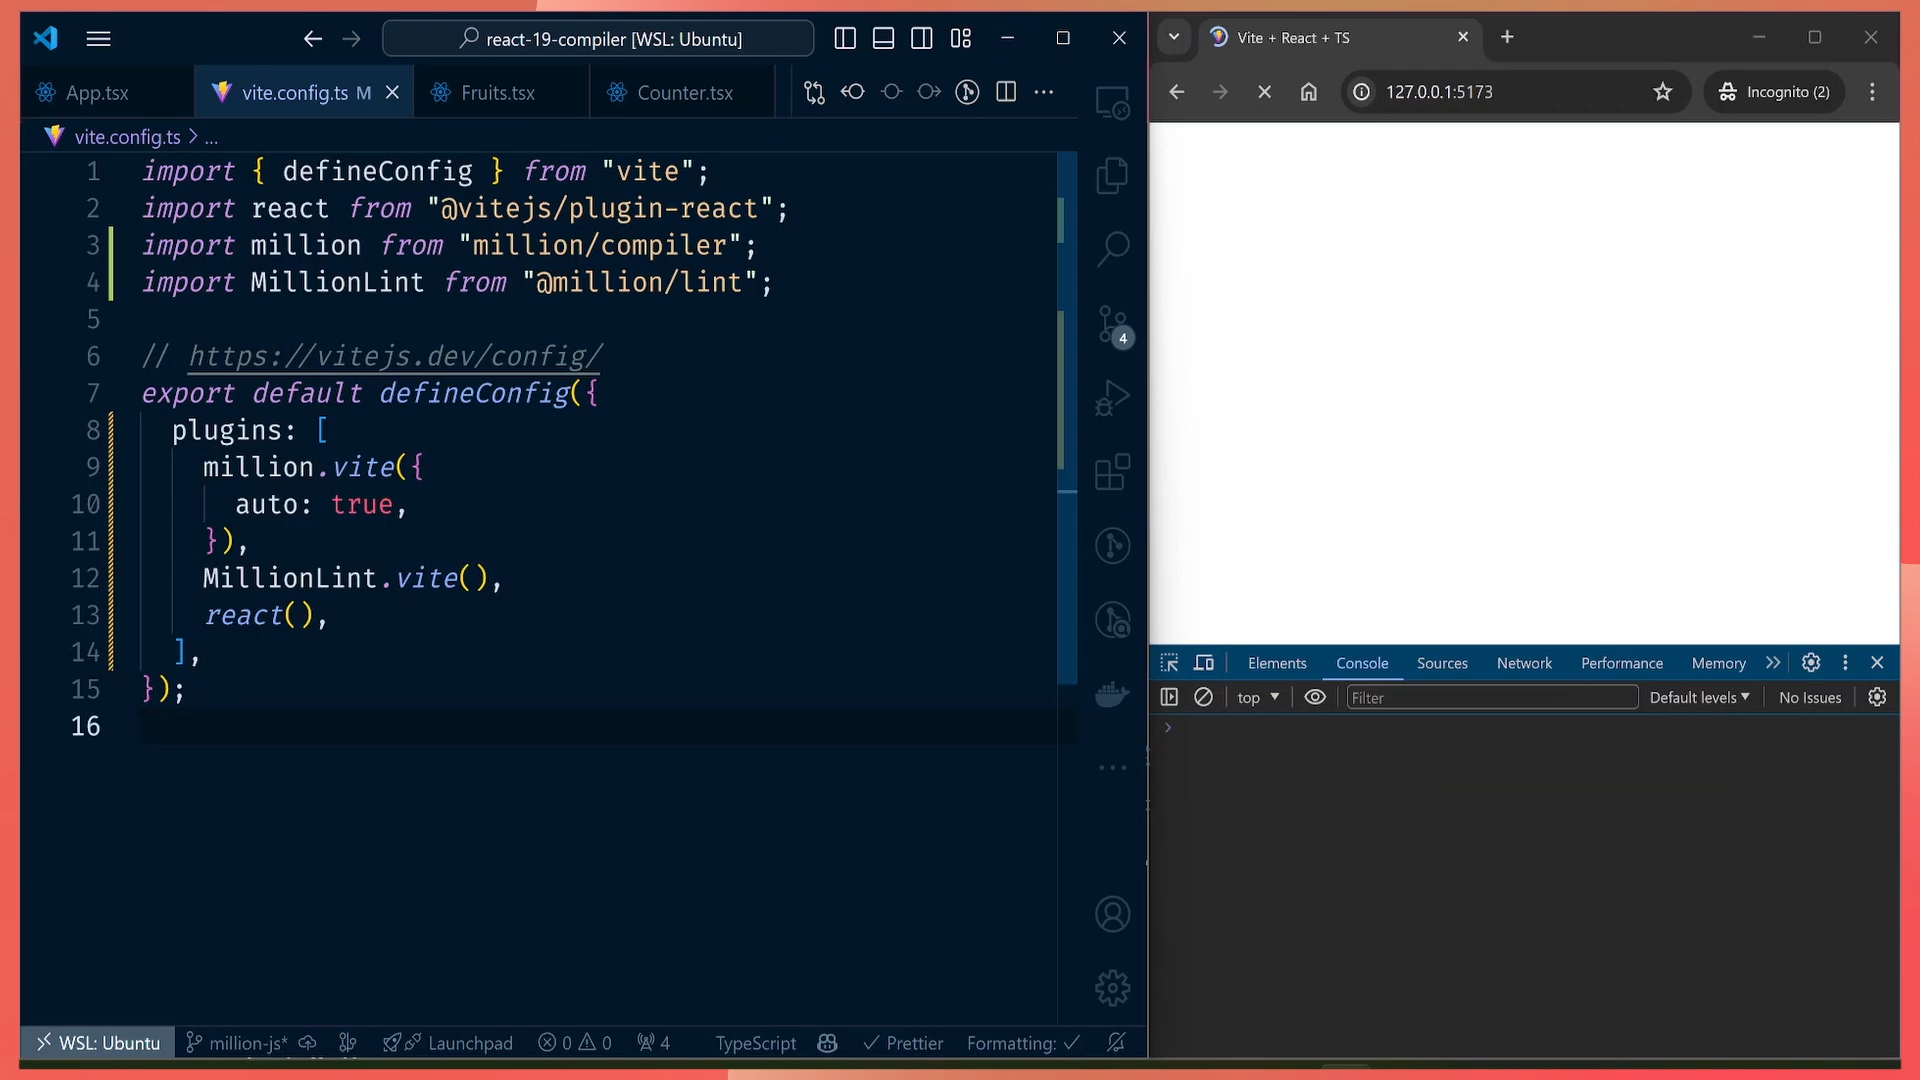 react-19-compiler [WSL: Ubuntu]
App.tsx
vite.config.ts M
Fruits.tsx
Counter.tsx
vite.config.ts > ...
1 import { defineConfig } from "vite";
2 import react from "@vitejs/plugin-react";
3 import million from "million/compiler";
4 import MillionLint from "@million/lint";
5
6 // https://vitejs.dev/config/
7 export default defineConfig({
8 plugins: [
9 million.vite({
10 auto: true,
11 }),
12 MillionLint.vite(),
13 react(),
14 ],
15 });
16
4
WSL: Ubuntu
million-js*
Launchpad
0 0
4
TypeScript
Prettier
Formatting:
Vite + React + TS
127.0.0.1:5173
Incognito (2)
Elements
Console
Sources
Network
Performance
Memory
top
Filter
Default levels
No Issues